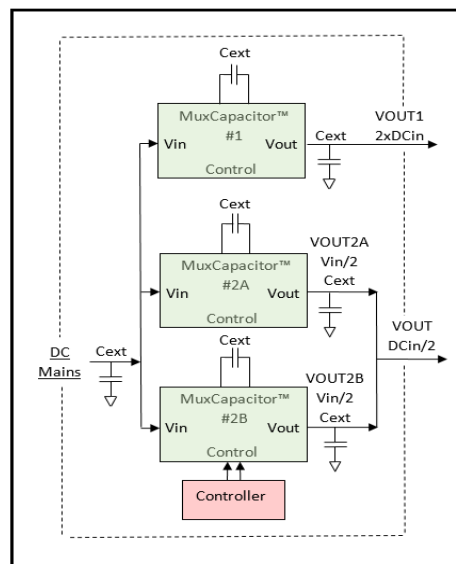 Cext
MuxCapacitor™
#1
Vin Vout
Control
Cext
VOUT1
2xDCin
Cext
MuxCapacitor™
#2A
Vin Vout
Control
VOUT2A
Vin/2
Cext
VOUT
DCin/2
DC
Mains
Cext
Cext
MuxCapacitor™
#2B
Vin Vout
Control
VOUT2B
Vin/2
Cext
Controller